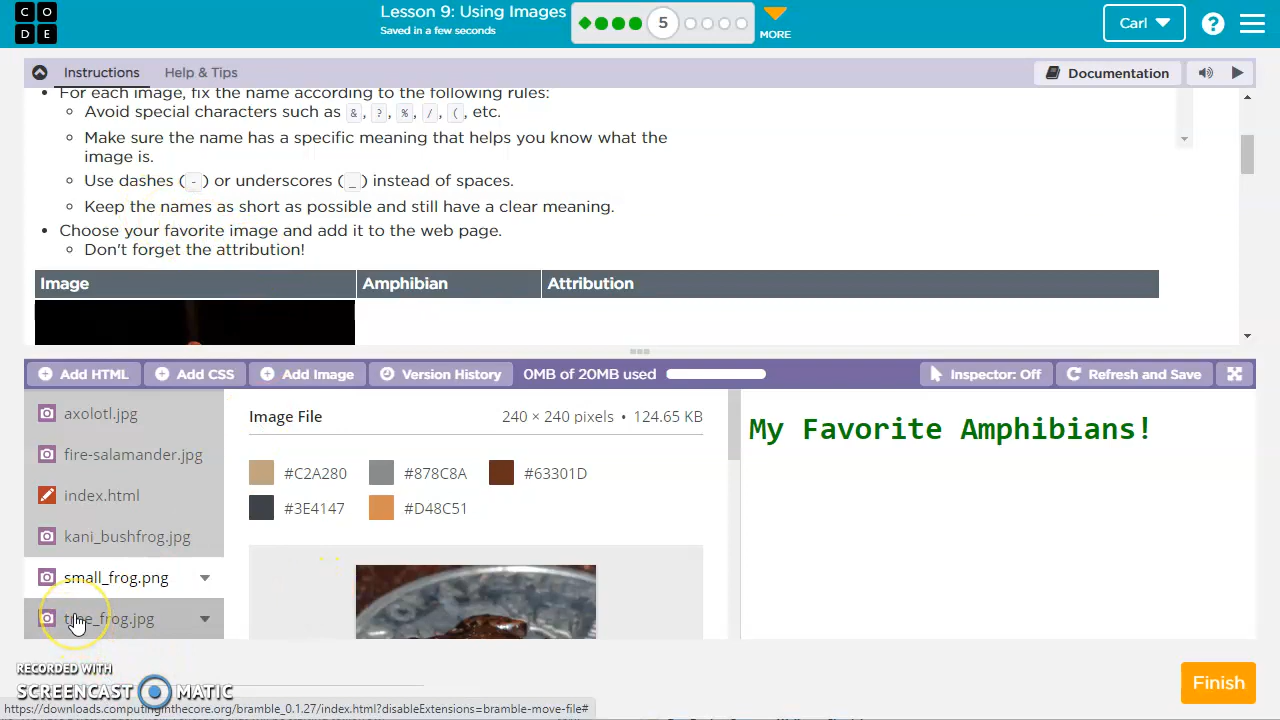 CODE
Lesson 9: Using Images
Saved in a few seconds
5
MORE
Carl
?
Instructions
Help & Tips
Documentation
For each image, fix the name according to the following rules:
Avoid special characters such as &, ?, %, /, (, etc.
Make sure the name has a specific meaning that helps you know what the
image is.
Use dashes (-) or underscores (_) instead of spaces.
Keep the names as short as possible and still have a clear meaning.
Choose your favorite image and add it to the web page.
Don't forget the attribution!
Image Amphibian Attribution
Add HTML Add CSS Add Image Version History 0MB of 20MB used Inspector: Off Refresh and Save
axolotl.jpg
fire-salamander.jpg
index.html
kani_bushfrog.jpg
small_frog.png
tree_frog.jpg
Image File 240 × 240 pixels • 124.65 KB
#C2A280 #878C8A #63301D
#3E4147 #D48C51
My Favorite Amphibians!
RECORDED WITH
SCREENCAST MATIC
Finish
https://downloads.computinginthecore.org/bramble_0.1.27/index.html?disableExtensions=bramble-move-file#